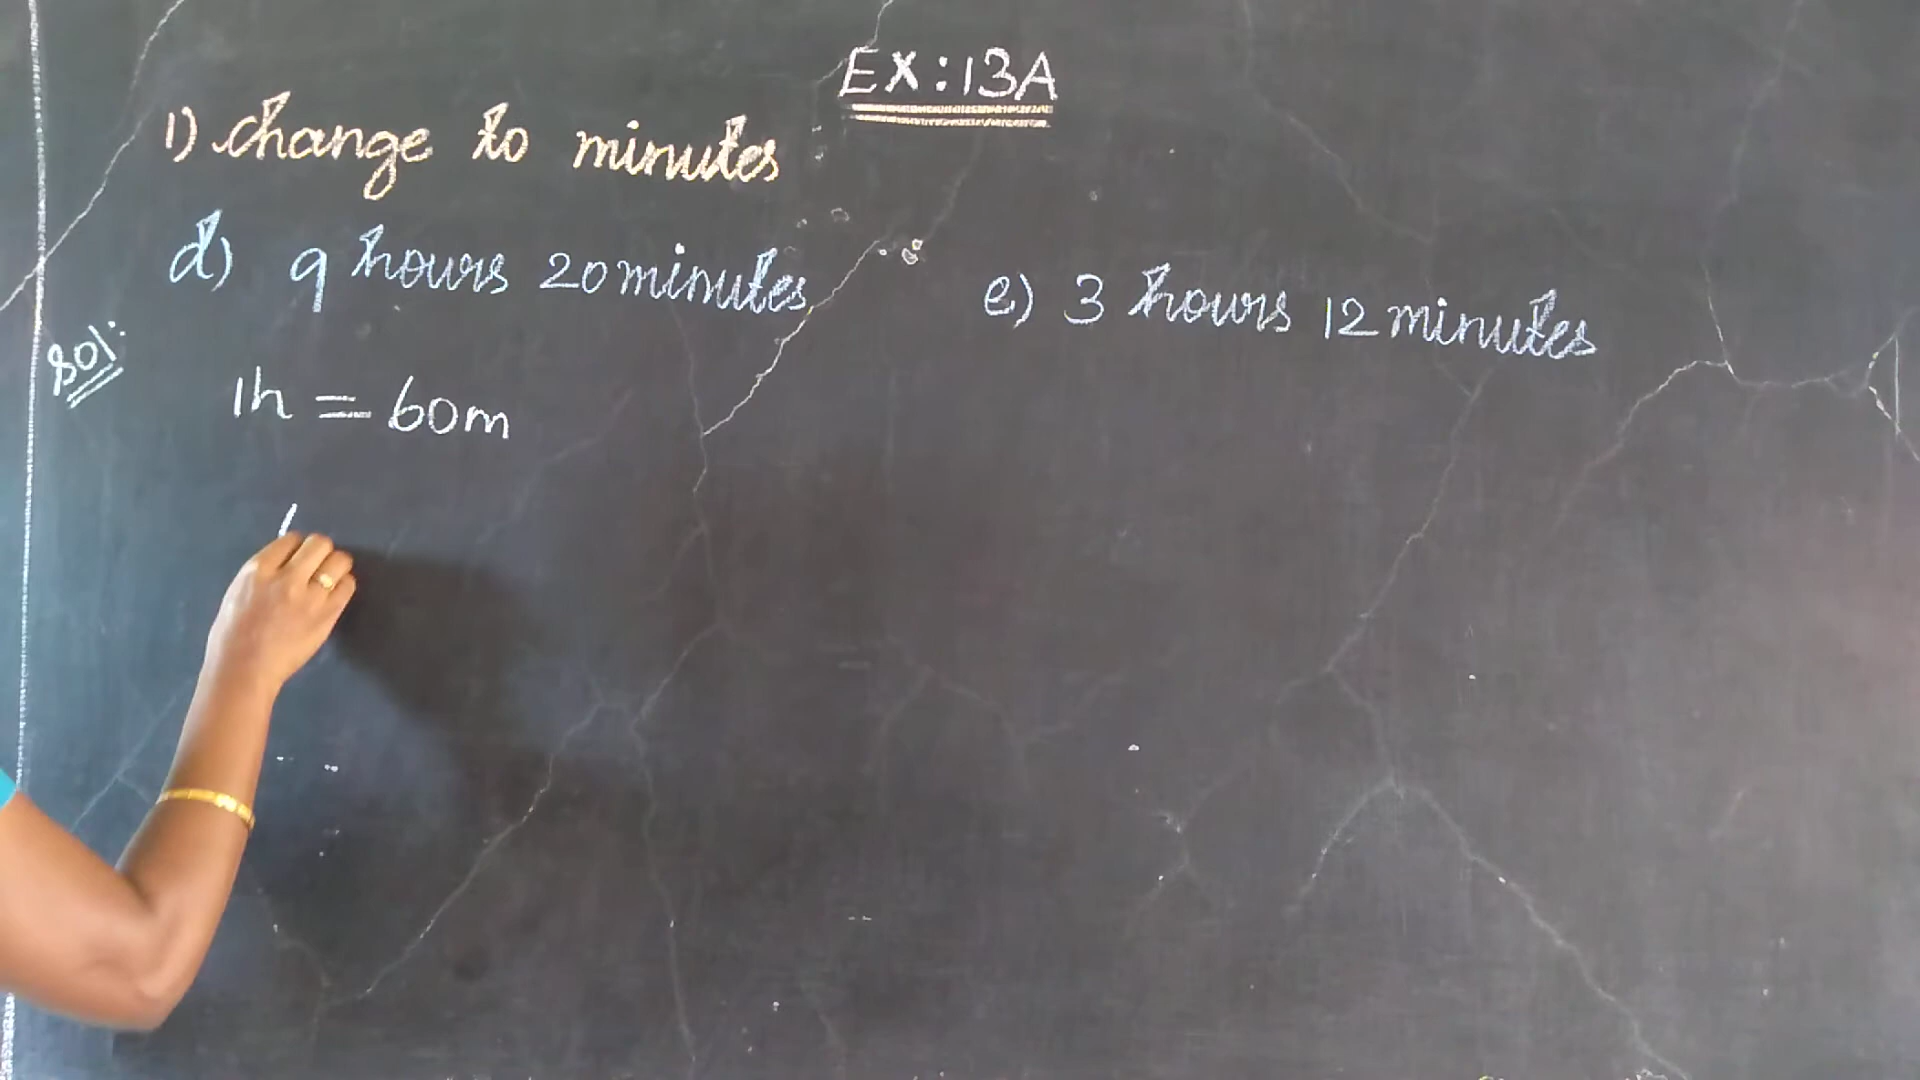 EX:13A
1) change to minutes
d) 9 hours 20 minutes
e) 3 hours 12 minutes
Sol:
1h = 60m